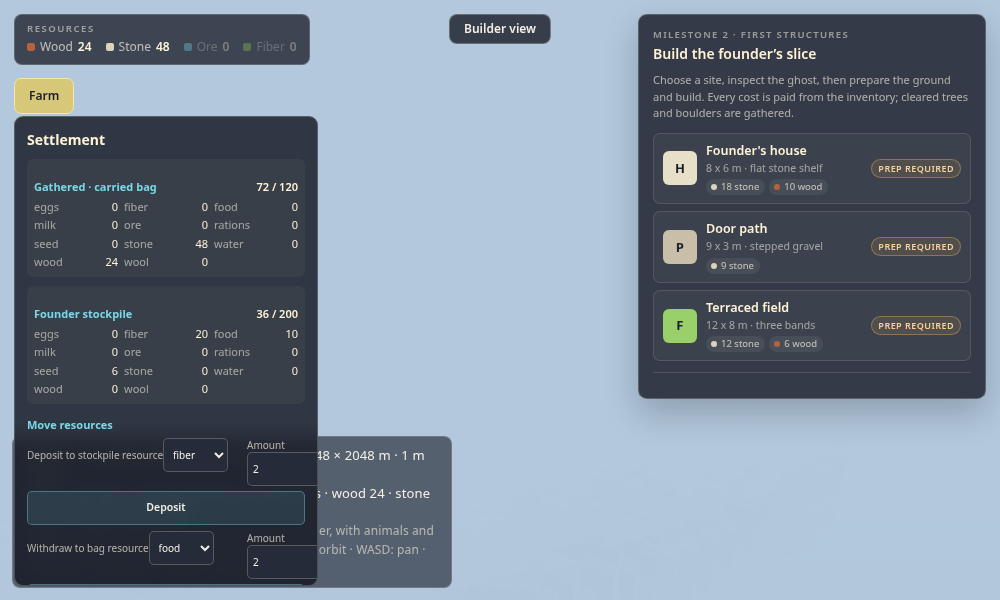 RESOURCES
Wood 24 Stone 48 Ore 0 Fiber 0
Builder view
Farm
Settlement
Gathered · carried bag 72 / 120
eggs 0 fiber 0 food 0
milk 0 ore 0 rations 0
seed 0 stone 48 water 0
wood 24 wool 0
Founder stockpile 36 / 200
eggs 0 fiber 20 food 10
milk 0 ore 0 rations 0
seed 6 stone 0 water 0
wood 0 wool 0
Move resources
Deposit to stockpile resource fiber Amount 2
Deposit
Withdraw to bag resource food Amount 2
48 × 2048 m · 1 m
s · wood 24 · stone
er, with animals and
orbit · WASD: pan ·
MILESTONE 2 · FIRST STRUCTURES
Build the founder’s slice
Choose a site, inspect the ghost, then prepare the ground
and build. Every cost is paid from the inventory; cleared trees
and boulders are gathered.
H
Founder's house
8 x 6 m · flat stone shelf
18 stone 10 wood
PREP REQUIRED
P
Door path
9 x 3 m · stepped gravel
9 stone
PREP REQUIRED
F
Terraced field
12 x 8 m · three bands
12 stone 6 wood
PREP REQUIRED